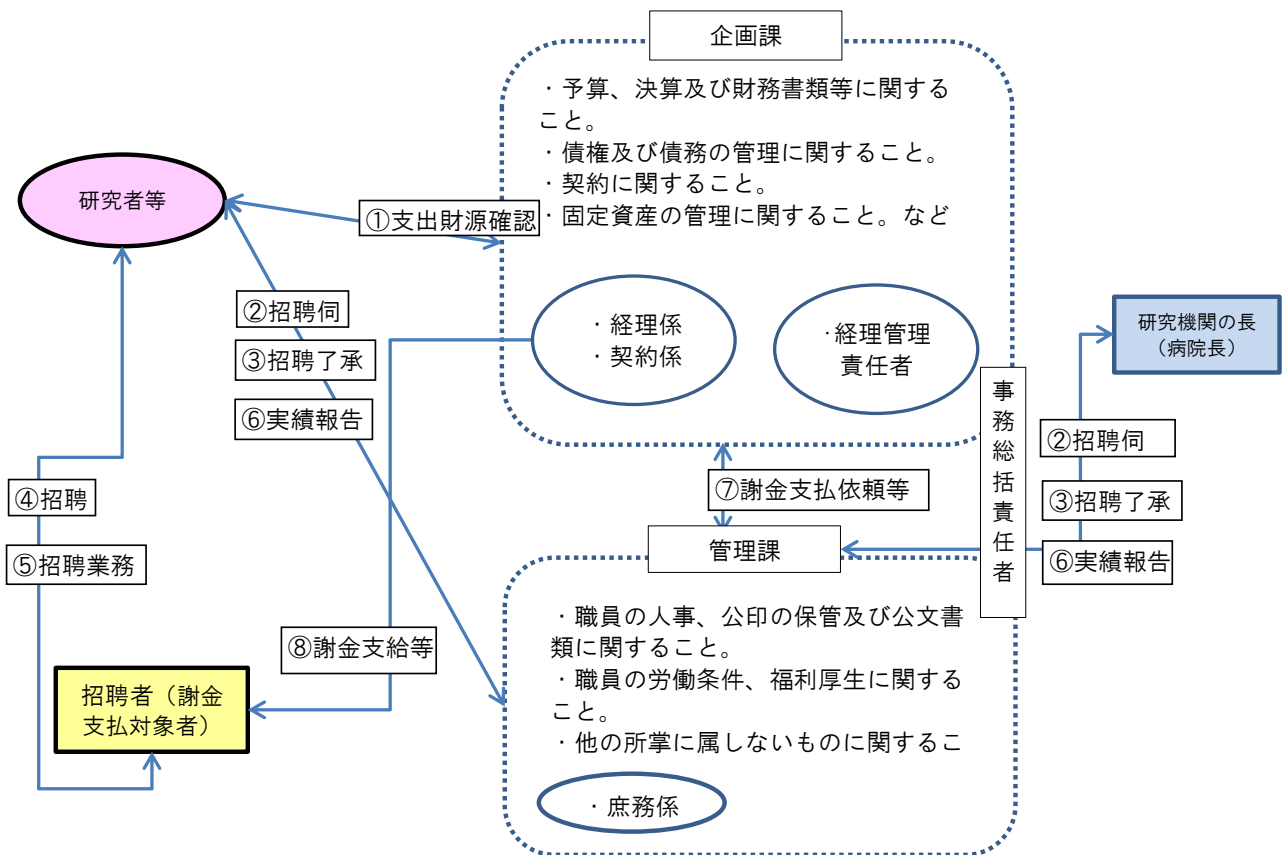 企画課
・予算、決算及び財務書類等に関する
こと。
・債権及び債務の管理に関すること。
・契約に関すること。
・固定資産の管理に関すること。など
研究者等
①支出財源確認
②招聘伺
③招聘了承
⑥実績報告
・経理係
・契約係
・経理管理
責任者
研究機関の長
（病院長）
事務総括責任者
②招聘伺
③招聘了承
⑥実績報告
④招聘
⑤招聘業務
⑦謝金支払依頼等
管理課
・職員の人事、公印の保管及び公文書
類に関すること。
・職員の労働条件、福利厚生に関する
こと。
・他の所掌に属しないものに関するこ
・庶務係
⑧謝金支給等
招聘者（謝金
支払対象者）